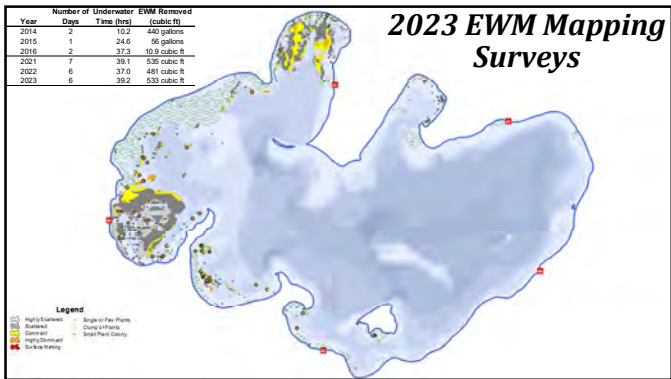 2023 EWM Mapping
Surveys
Number of Underwater EWM Removed
Year Days Time (hrs) (cubic ft)
2014 2 10.2 440 gallons
2015 1 24.6 56 gallons
2016 2 37.3 10.9 cubic ft
2021 7 39.1 535 cubic ft
2022 6 37.0 481 cubic ft
2023 6 39.2 533 cubic ft
Legend
Highly Scattered Single or Few Plants
Scattered Clump of Plants
Dominant Small Plant Colony
Highly Dominant
Surface Matting